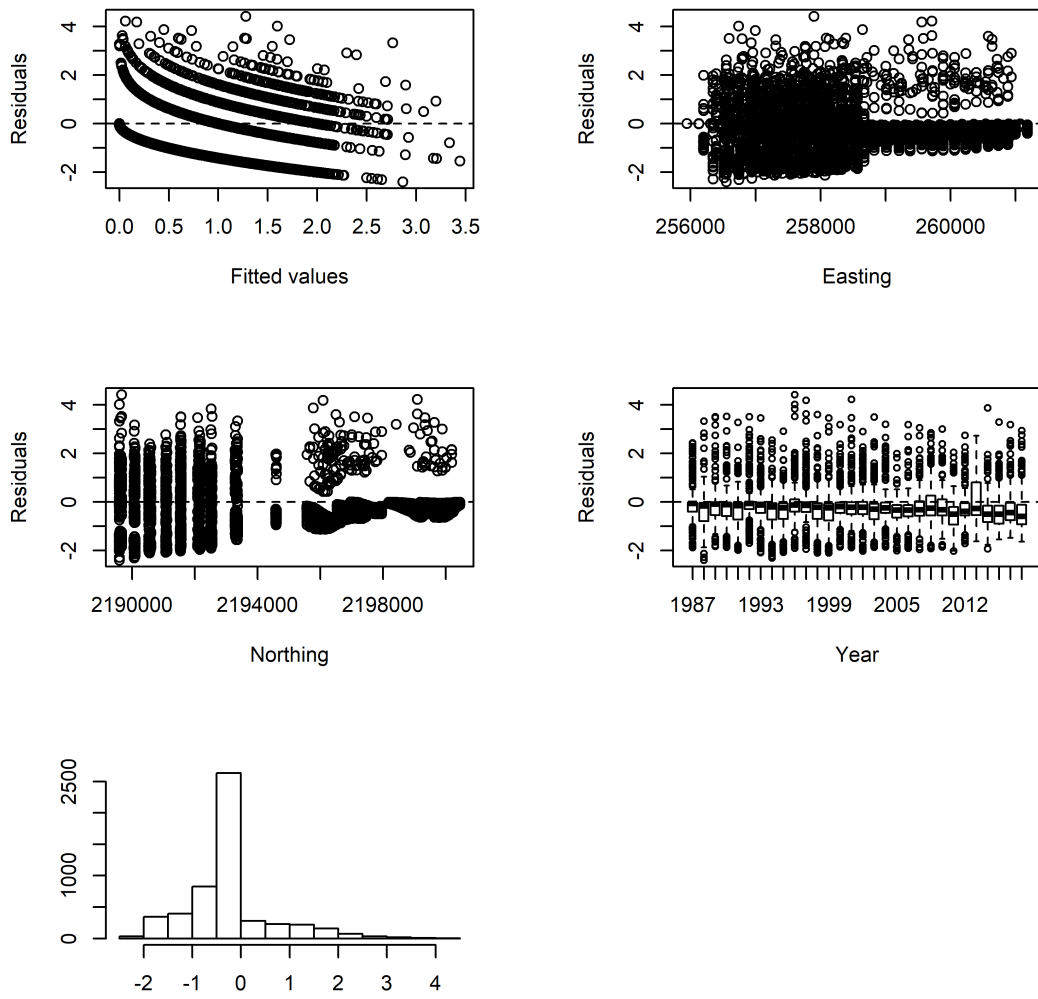 Residuals
4
2
0
-2
0.0 0.5 1.0 1.5 2.0 2.5 3.0 3.5
Fitted values
Residuals
4
2
0
-2
256000 258000 260000
Easting
Residuals
4
2
0
-2
2190000 2194000 2198000
Northing
Residuals
4
2
0
-2
1987 1993 1999 2005 2012
Year
2500
1000
0
-2 -1 0 1 2 3 4